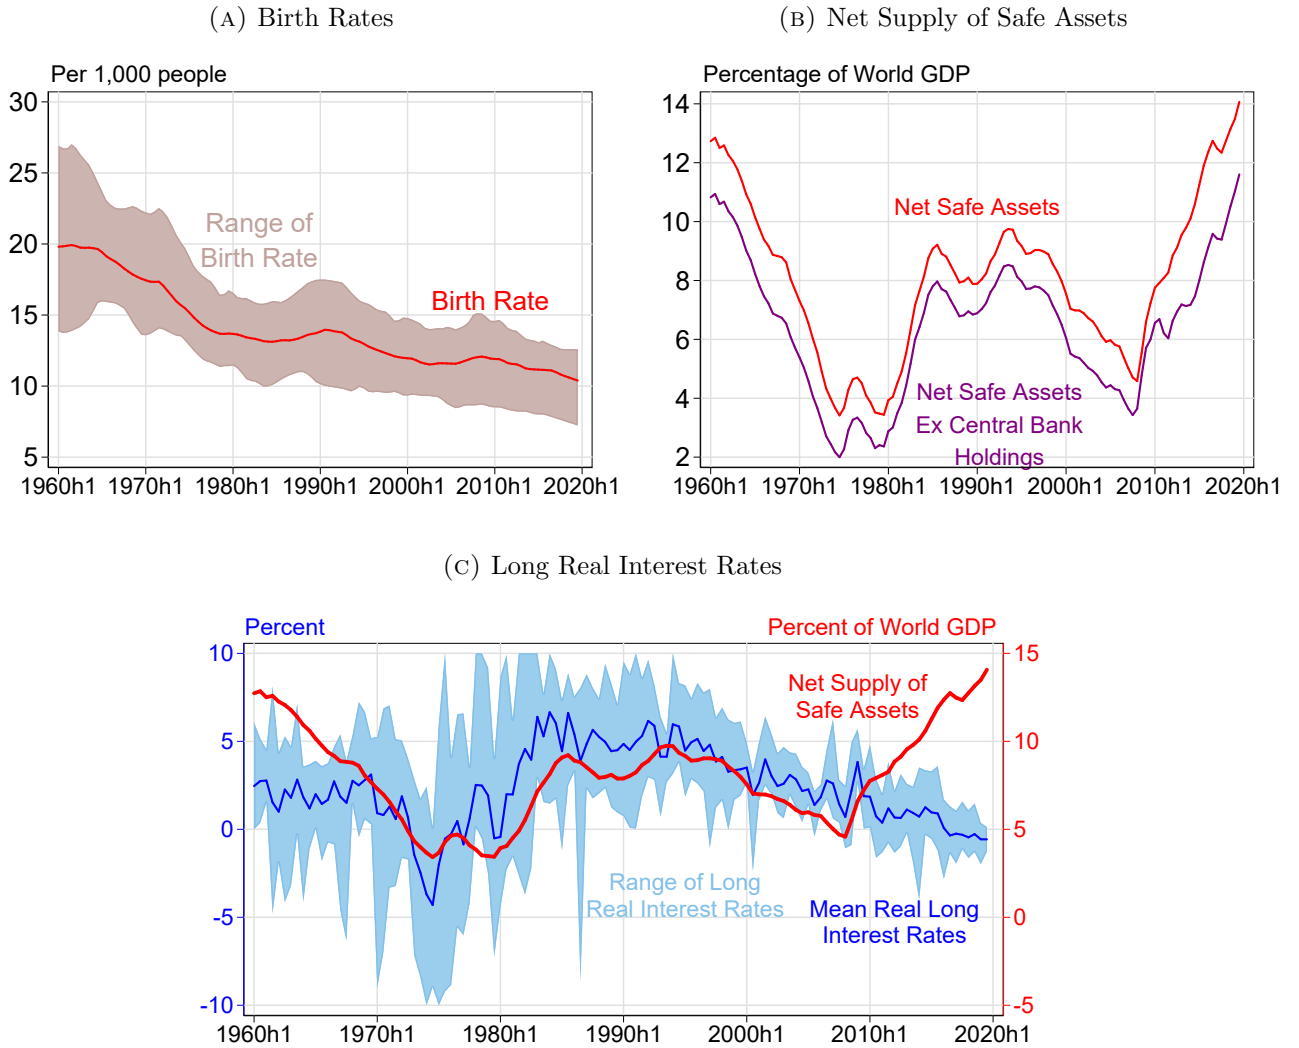 (A) Birth Rates
Per 1,000 people
30
25
20
15
10
5
Range of
Birth Rate
Birth Rate
1960h1 1970h1 1980h1 1990h1 2000h1 2010h1 2020h1
(B) Net Supply of Safe Assets
Percentage of World GDP
14
12
10
8
6
4
2
Net Safe Assets
Net Safe Assets
Ex Central Bank
Holdings
1960h1 1970h1 1980h1 1990h1 2000h1 2010h1 2020h1
(C) Long Real Interest Rates
Percent
Percent of World GDP
10
5
0
-5
-10
15
10
5
0
-5
Net Supply of
Safe Assets
Range of Long
Real Interest Rates
Mean Real Long
Interest Rates
1960h1 1970h1 1980h1 1990h1 2000h1 2010h1 2020h1